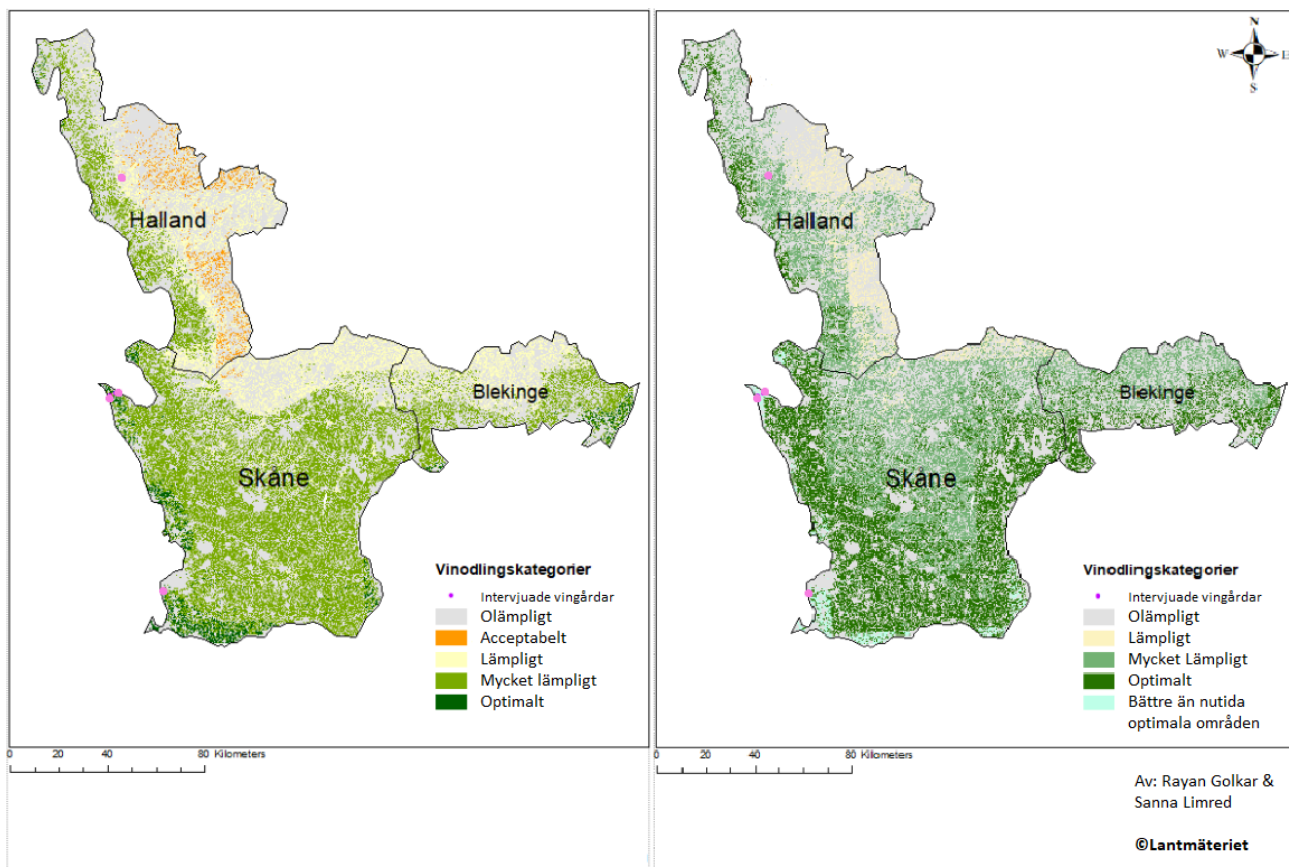 Halland
Blekinge
Skåne
Vinodlingskategorier
Intervjuade vingårdar
Olämpligt
Acceptabelt
Lämpligt
Mycket lämpligt
Optimalt
0 20 40 80 Kilometers
N
W E
S
Halland
Blekinge
Skåne
Vinodlingskategorier
Intervjuade vingårdar
Olämpligt
Lämpligt
Mycket Lämpligt
Optimalt
Bättre än nutida
optimala områden
0 20 40 80 Kilometers
Av: Rayan Golkar &
Sanna Limred
©Lantmäteriet